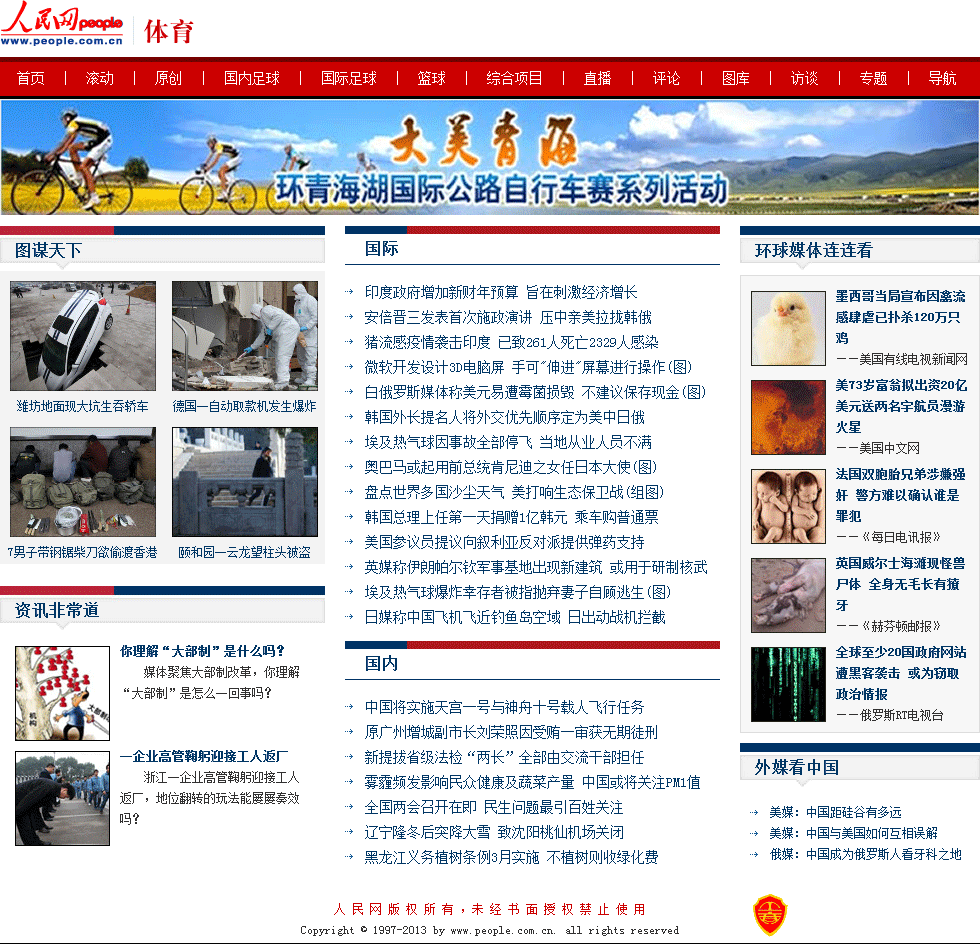 人民网 people
www.people.com.cn
体育
首页 滚动 原创 国内足球 国际足球 篮球 综合项目 直播 评论 图库 访谈 专题 导航
大美青海
环青海湖国际公路自行车赛系列活动
图谋天下
潍坊地面现大坑生吞轿车
德国一自动取款机发生爆炸
7男子带钢锯柴刀欲偷渡香港
颐和园一云龙望柱头被盗
资讯非常道
你理解“大部制”是什么吗?
媒体聚焦大部制改革，你理解
“大部制”是怎么一回事吗?
机构
大部制
一企业高管鞠躬迎接工人返厂
浙江一企业高管鞠躬迎接工人
返厂，地位翻转的玩法能屡屡奏效
吗?
国际
印度政府增加新财年预算 旨在刺激经济增长
安倍晋三发表首次施政演讲 压中亲美拉拢韩俄
猪流感疫情袭击印度 已致261人死亡2329人感染
微软开发设计3D电脑屏 手可"伸进"屏幕进行操作(图)
白俄罗斯媒体称美元易遭霉菌损毁 不建议保存现金(图)
韩国外长提名人将外交优先顺序定为美中日俄
埃及热气球因事故全部停飞 当地从业人员不满
奥巴马或起用前总统肯尼迪之女任日本大使(图)
盘点世界多国沙尘天气 美打响生态保卫战(组图)
韩国总理上任第一天捐赠1亿韩元 乘车购普通票
美国参议员提议向叙利亚反对派提供弹药支持
英媒称伊朗帕尔钦军事基地出现新建筑 或用于研制核武
埃及热气球爆炸幸存者被指抛弃妻子自顾逃生(图)
日媒称中国飞机飞近钓鱼岛空域 日出动战机拦截
国内
中国将实施天宫一号与神舟十号载人飞行任务
原广州增城副市长刘荣照因受贿一审获无期徒刑
新提拔省级法检“两长”全部由交流干部担任
雾霾频发影响民众健康及蔬菜产量 中国或将关注PM1值
全国两会召开在即 民生问题最引百姓关注
辽宁隆冬后突降大雪 致沈阳桃仙机场关闭
黑龙江义务植树条例3月实施 不植树则收绿化费
环球媒体连连看
墨西哥当局宣布因禽流
感肆虐已扑杀120万只
鸡
——美国有线电视新闻网
美73岁富翁拟出资20亿
美元送两名宇航员漫游
火星
——美国中文网
法国双胞胎兄弟涉嫌强
奸 警方难以确认谁是
罪犯
——《每日电讯报》
英国威尔士海滩现怪兽
尸体 全身无毛长有獠
牙
——《赫芬顿邮报》
全球至少20国政府网站
遭黑客袭击 或为窃取
政治情报
——俄罗斯RT电视台
外媒看中国
美媒：中国距硅谷有多远
美媒：中国与美国如何互相误解
俄媒：中国成为俄罗斯人看牙科之地
人 民 网 版 权 所 有 ，未 经 书 面 授 权 禁 止 使 用
Copyright © 1997-2013 by www.people.com.cn. all rights reserved